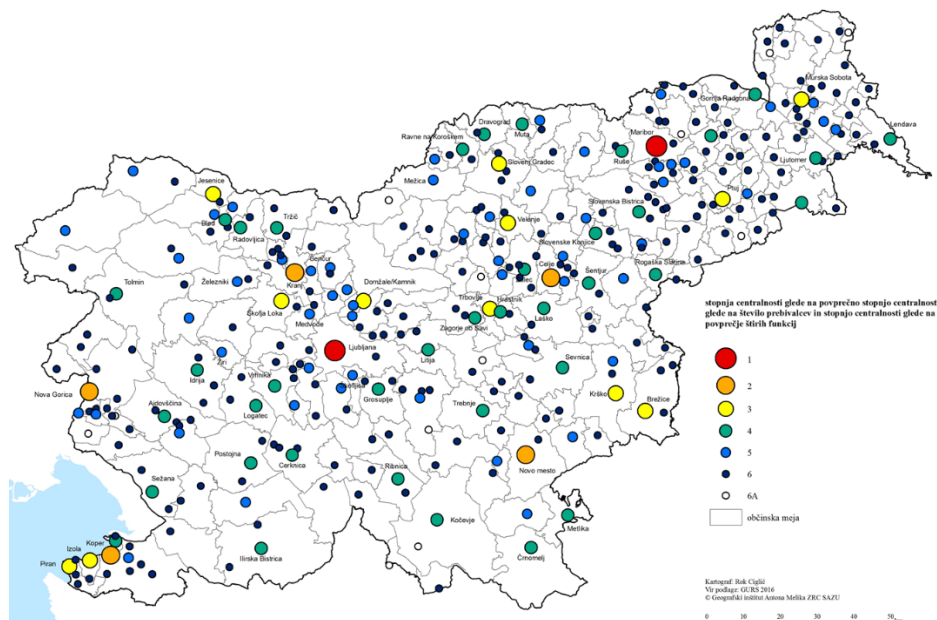 Murska Sobota
Gornja Radgona
Dravograd
Muta
Lendava
Ravne na Koroškem
Maribor
Slovenj Gradec
Ruše
Ljutomer
Mežica
Jesenice
Ptuj
Slovenska Bistrica
Tržič
Bled
Velenje
Radovljica
Slovenske Konjice
Rogaška Slatina
Celje
Šentjur
Kranj
Železniki
Tolmin
Domžale/Kamnik
Trbovlje
Hrastnik
Škofja Loka
Laško
Medvode
Zagorje ob Savi
Ljubljana
Litija
Sevnica
Žiri
Idrija
Vrhnika
Škofljica
Nova Gorica
Grosuplje
Krško
Brežice
Trebnje
Ajdovščina
Logatec
Postojna
Cerknica
Ribnica
Novo mesto
Sežana
Kočevje
Metlika
Izola
Koper
Črnomelj
Piran
Ilirska Bistrica
stopnja centralnosti glede na povprečno stopnjo centralnost
glede na število prebivalcev in stopnjo centralnosti glede na
povprečje štirih funkcij
1
2
3
4
5
6
6A
občinska meja
Kartograf: Rok Ciglič
Vir podlage: GURS 2016
© Geografski inštitut Antona Melika ZRC SAZU
0 10 20 30 40 50